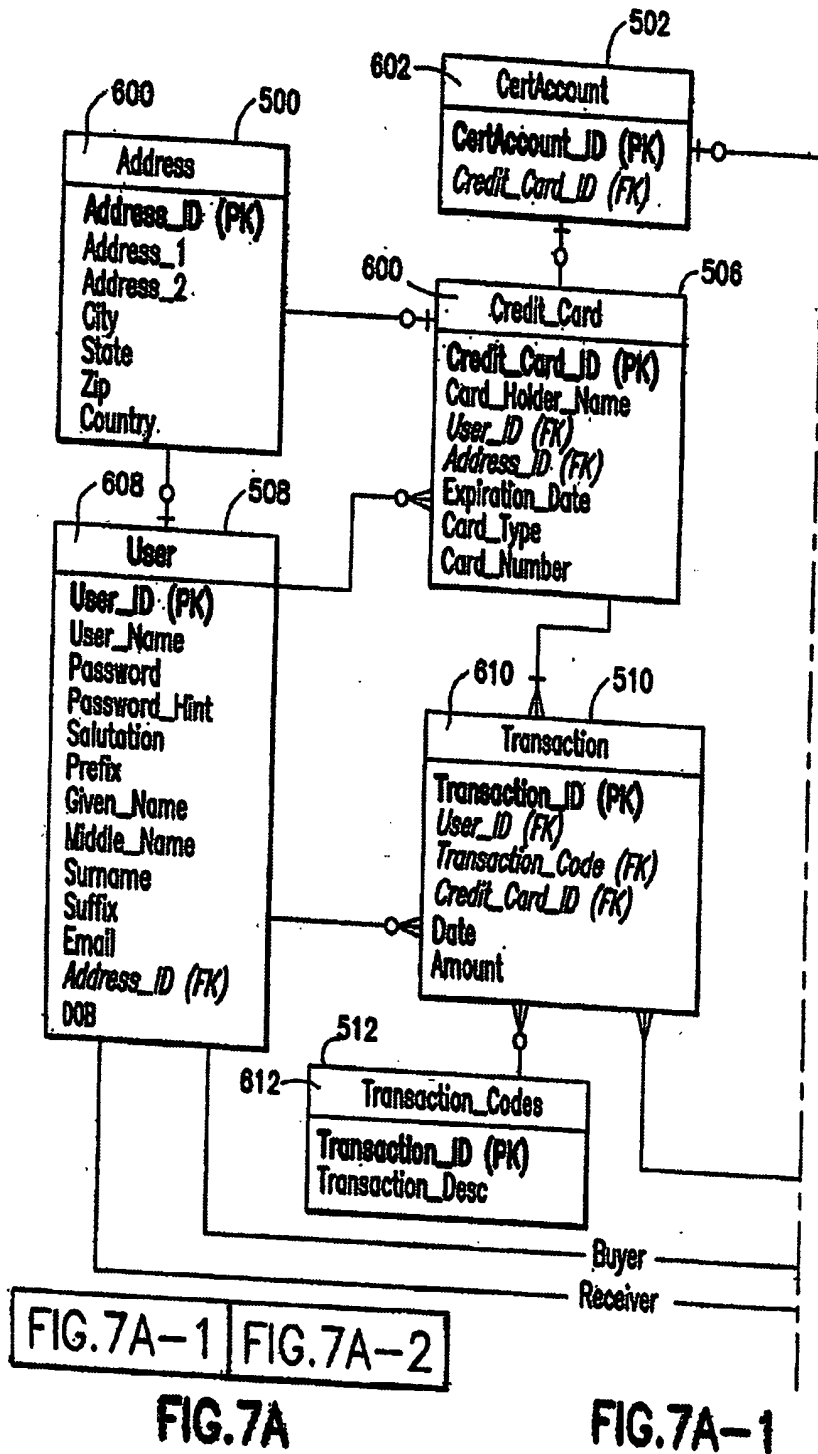 502
602
CertAccount
CertAccount_ID (PK)
Credit_Card_ID (FK)
600
500
Address
Address_ID (PK)
Address_1
Address_2
City
State
Zip
Country
600
506
Credit_Card
Credit_Card_ID (PK)
Card_Holder_Name
User_ID (FK)
Address_ID (FK)
Expiration_Date
Card_Type
Card_Number
608
508
User
User_ID (PK)
User_Name
Password
Password_Hint
Salutation
Prefix
Given_Name
Middle_Name
Surname
Suffix
Email
Address_ID (FK)
DOB
610
510
Transaction
Transaction_ID (PK)
User_ID (FK)
Transaction_Code (FK)
Credit_Card_ID (FK)
Date
Amount
512
612
Transaction_Codes
Transaction_ID (PK)
Transaction_Desc
Buyer
Receiver
FIG.7A-1 FIG.7A-2
FIG.7A
FIG.7A-1